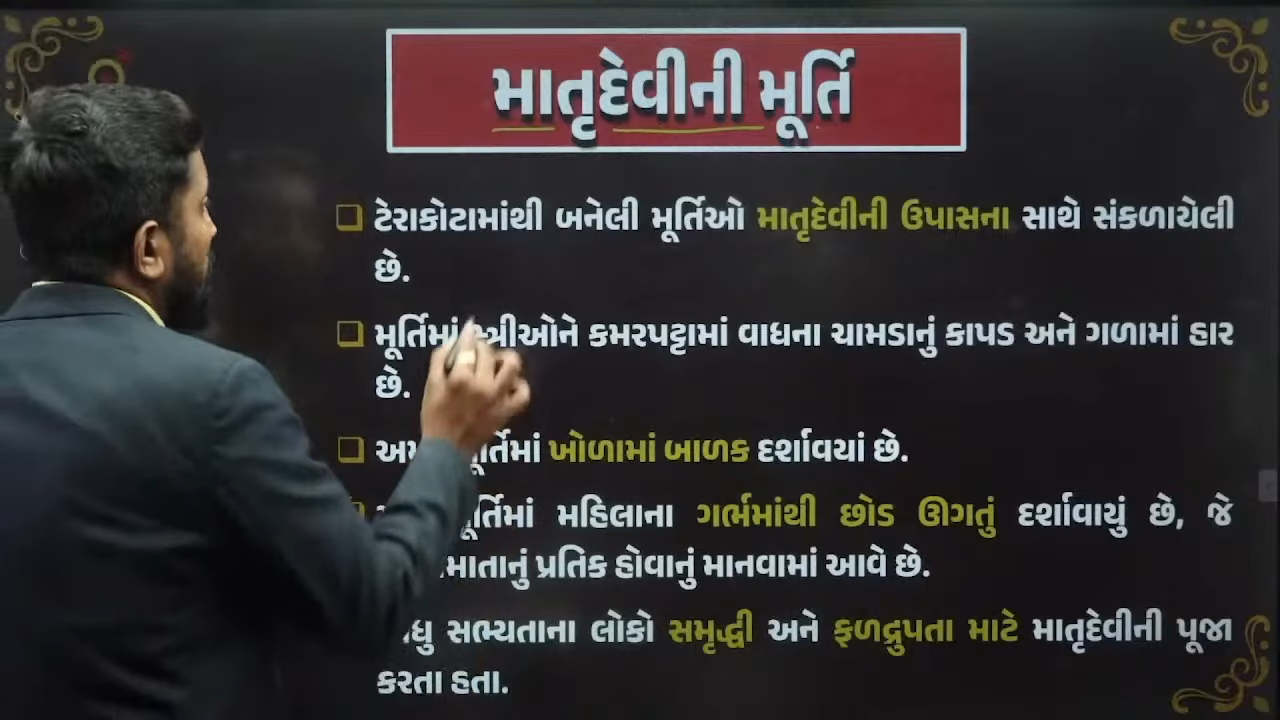 માતૃદેવીની મૂર્તિ
ટેરાકોટામાંથી બનેલી મૂર્તિઓ માતૃદેવીની ઉપાસના સાથે સંકળાયેલી
છે.
મૂર્તિમાં સ્ત્રીઓને કમરપટ્ટામાં વાઘના ચામડાનું કાપડ અને ગળામાં હાર
છે.
ખોળામાં બાળક દર્શાવયાં છે.
મહિલાના ગર્ભમાંથી છોડ ઊગતું દર્શાવાયું છે, જે
પ્રતિક હોવાનું માનવામાં આવે છે.
સભ્યતાના લોકો સમૃદ્ધી અને ફળદ્રુપતા માટે માતૃદેવીની પૂજા
કરતા હતા.